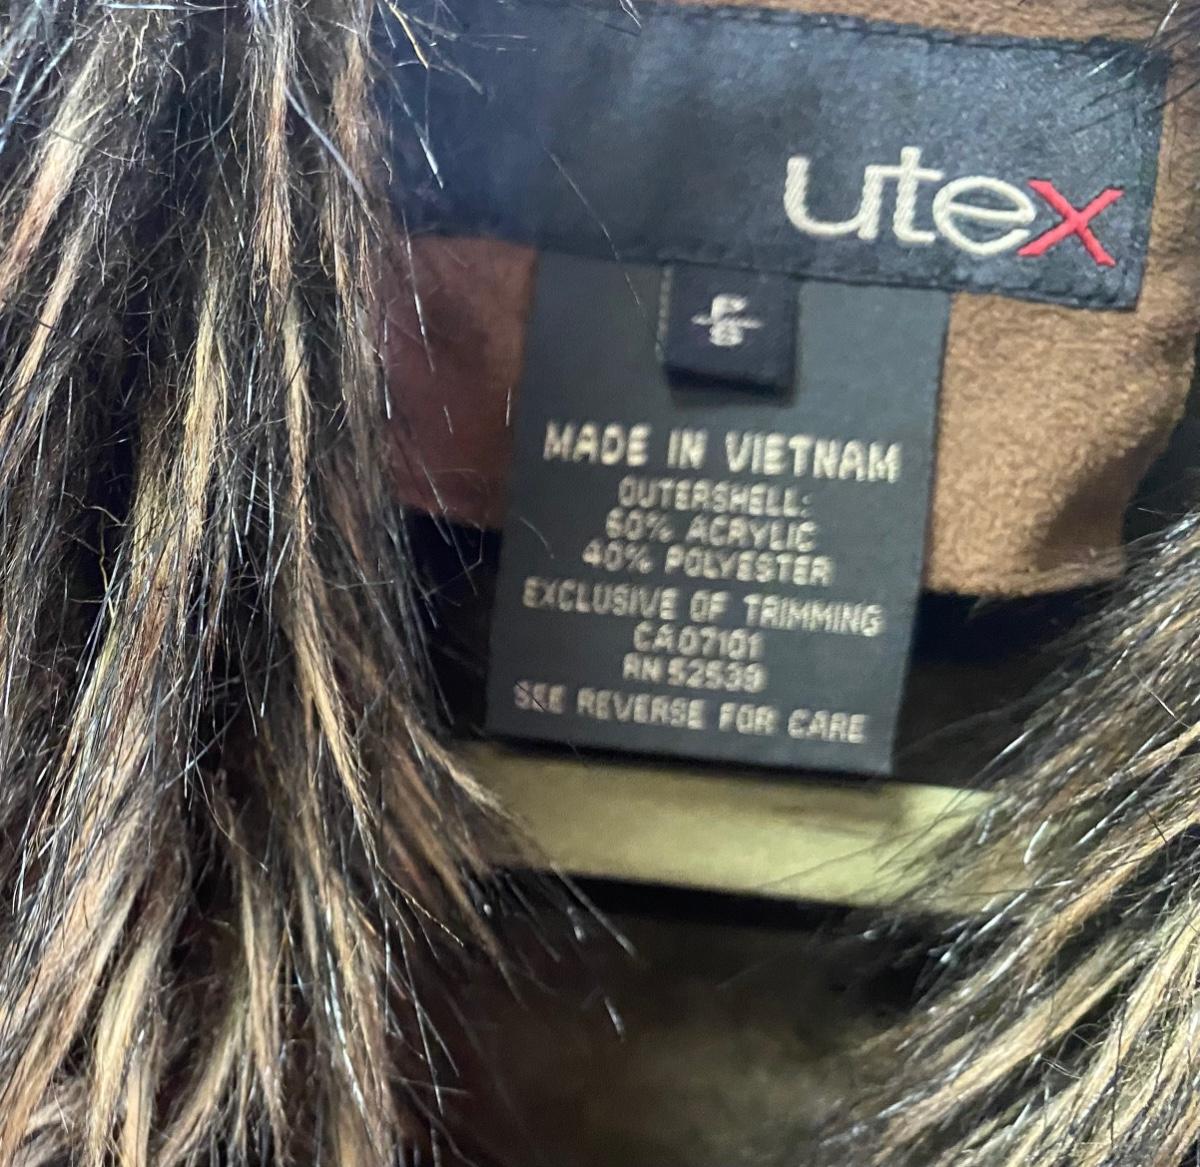 utex
P
S
MADE IN VIETNAM
OUTERSHELL:
60% ACRYLIC
40% POLYESTER
EXCLUSIVE OF TRIMMING
CA07101
RN 52539
SEE REVERSE FOR CARE